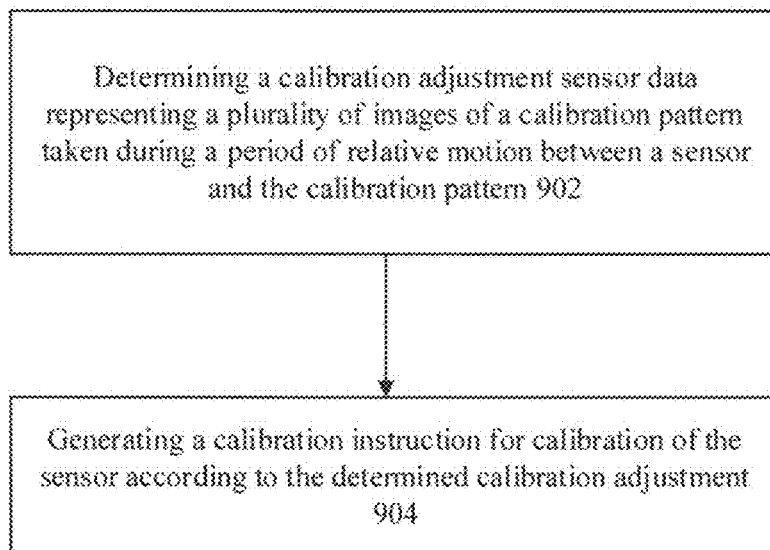 Determining a calibration adjustment sensor data
representing a plurality of images of a calibration pattern
taken during a period of relative motion between a sensor
and the calibration pattern 902
Generating a calibration instruction for calibration of the
sensor according to the determined calibration adjustment
904